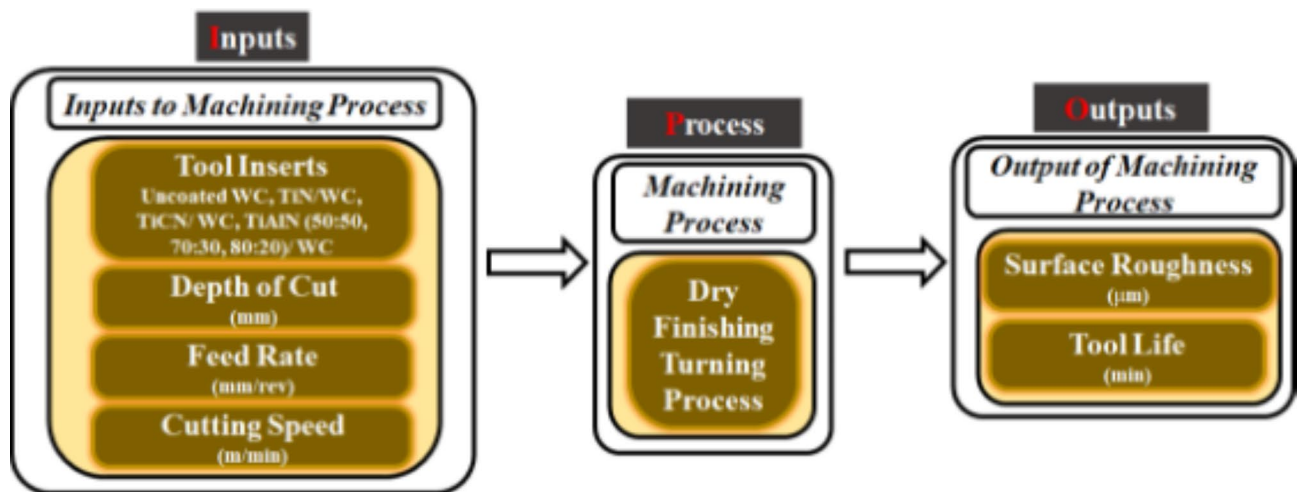 Inputs
Inputs to Machining Process
Tool Inserts
Uncoated WC, TiN/WC,
TiCN/ WC, TiAlN (50:50,
70:30, 80:20)/ WC
Depth of Cut
(mm)
Feed Rate
(mm/rev)
Cutting Speed
(m/min)
Process
Machining
Process
Dry
Finishing
Turning
Process
Outputs
Output of Machining
Process
Surface Roughness
(μm)
Tool Life
(min)